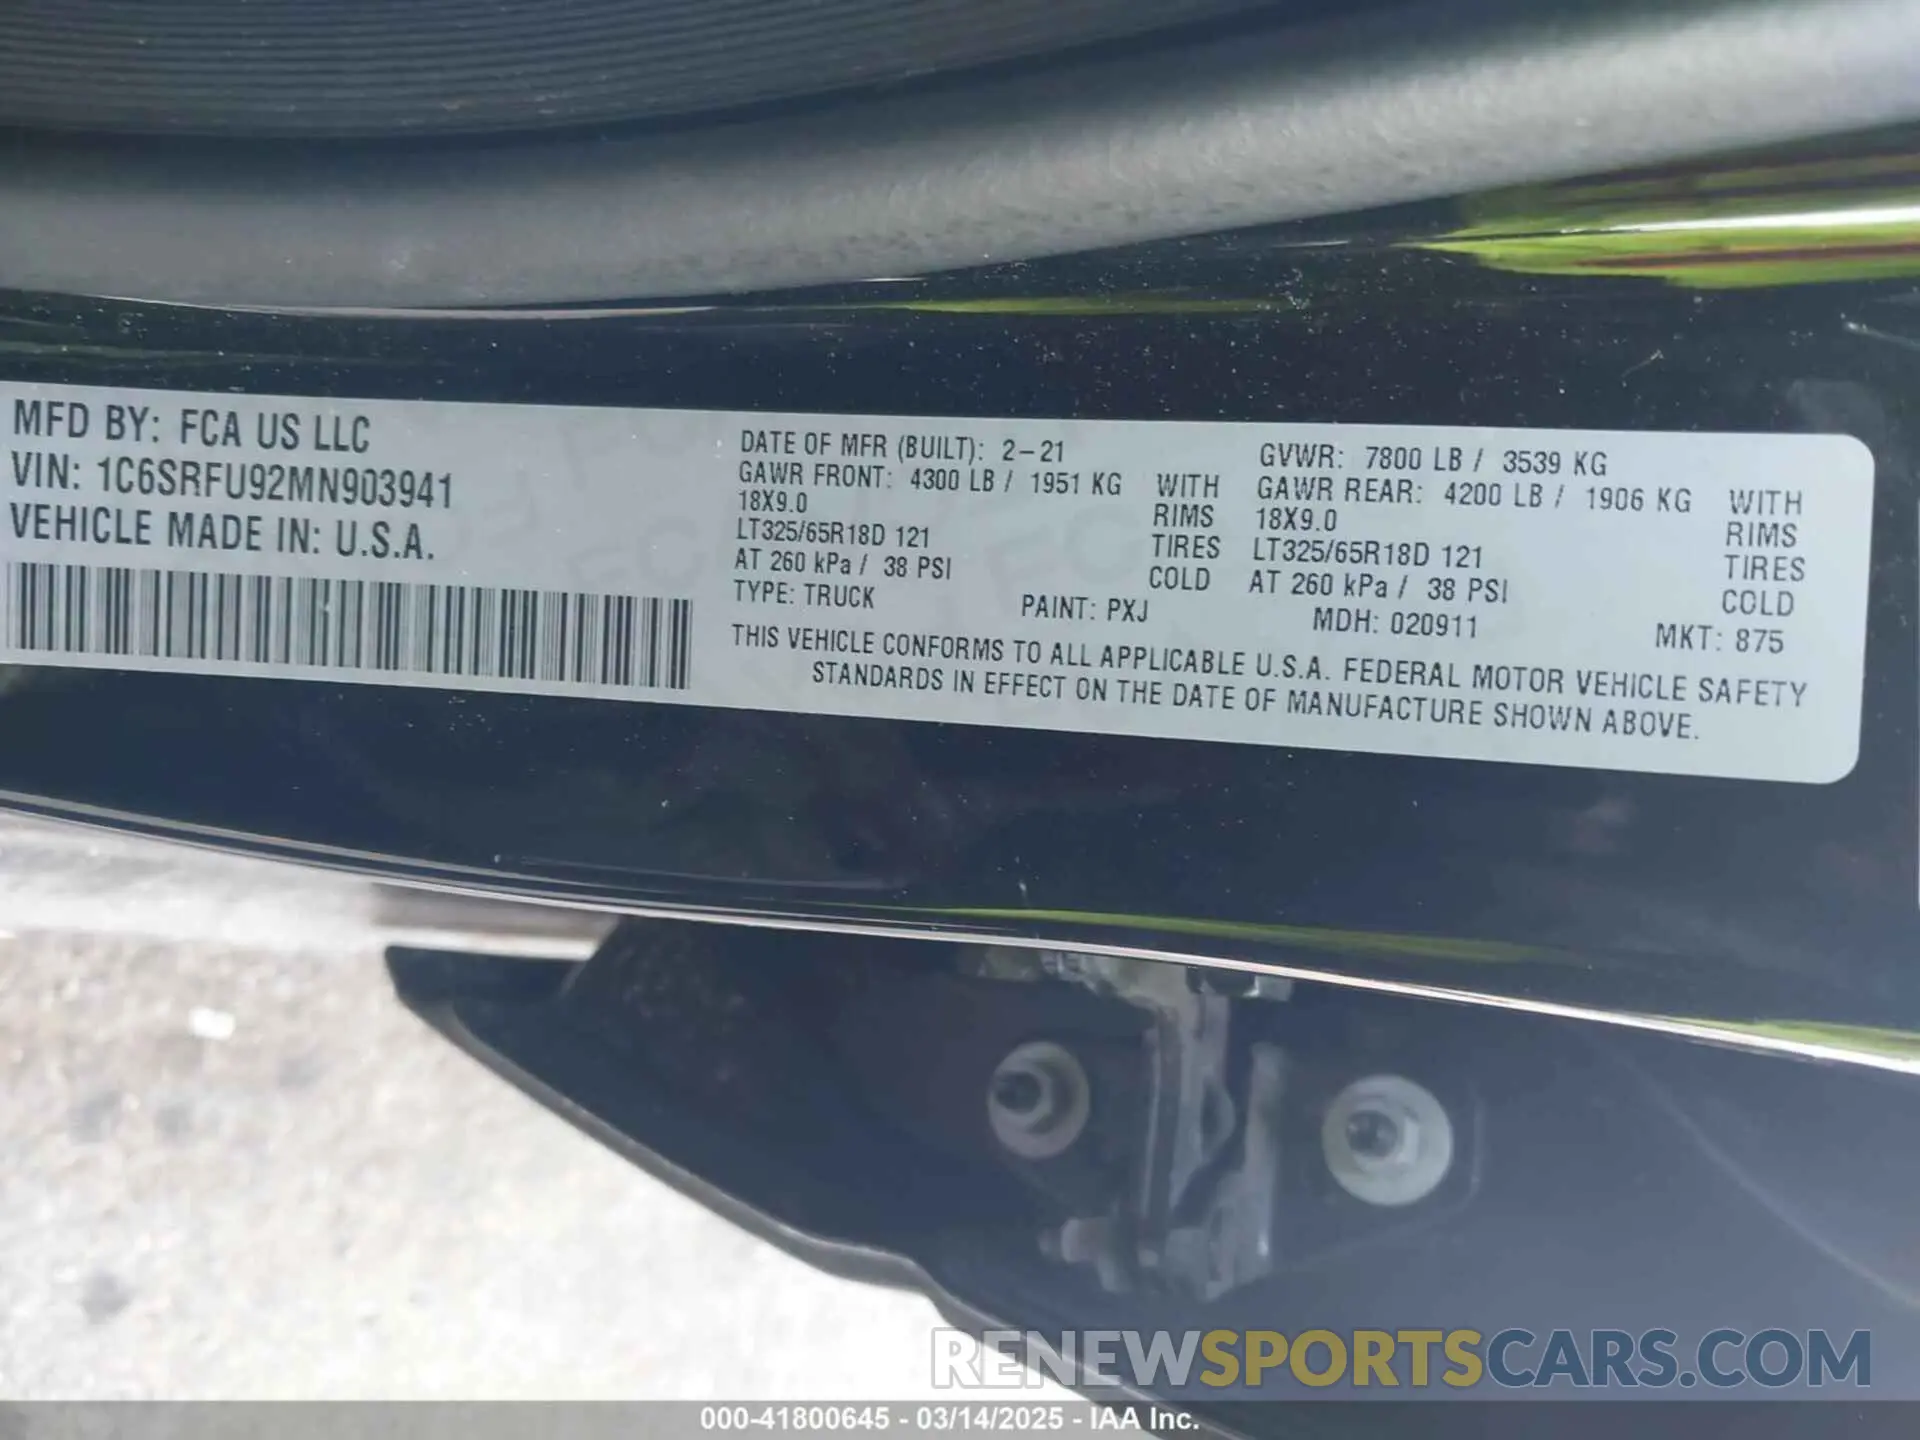 MFD BY: FCA US LLC
VIN: 1C6SRFU92MN903941
VEHICLE MADE IN: U.S.A.
DATE OF MFR (BUILT): 2-21
GVWR: 7800 LB / 3539 KG
GAWR FRONT: 4300 LB / 1951 KG WITH
18X9.0 RIMS
LT325/65R18D 121 TIRES
AT 260 kPa / 38 PSI COLD
GAWR REAR: 4200 LB / 1906 KG WITH
18X9.0 RIMS
LT325/65R18D 121 TIRES
AT 260 kPa / 38 PSI COLD
TYPE: TRUCK PAINT: PXJ MDH: 020911 MKT: 875
THIS VEHICLE CONFORMS TO ALL APPLICABLE U.S.A. FEDERAL MOTOR VEHICLE SAFETY
STANDARDS IN EFFECT ON THE DATE OF MANUFACTURE SHOWN ABOVE.
RENEWSPORTSCARS.COM
000-41800645 - 03/14/2025 - IAA Inc.